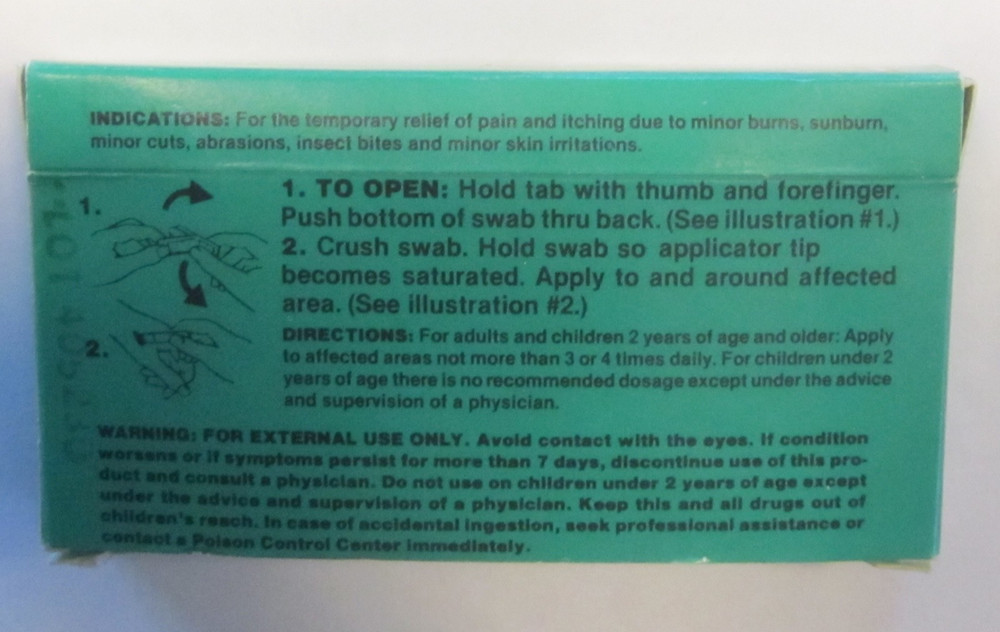 INDICATIONS: For the temporary relief of pain and itching due to minor burns, sunburn,
minor cuts, abrasions, insect bites and minor skin irritations.
1.
1. TO OPEN: Hold tab with thumb and forefinger.
Push bottom of swab thru back. (See illustration #1.)
2. Crush swab. Hold swab so applicator tip
becomes saturated. Apply to and around affected
area. (See illustration #2.)
2.
DIRECTIONS: For adults and children 2 years of age and older: Apply
to affected areas not more than 3 or 4 times daily. For children under 2
years of age there is no recommended dosage except under the advice
and supervision of a physician.
WARNING: FOR EXTERNAL USE ONLY. Avoid contact with the eyes. If condition
worsens or if symptoms persist for more than 7 days, discontinue use of this pro-
duct and consult a physician. Do not use on children under 2 years of age except
under the advice and supervision of a physician. Keep this and all drugs out of
children's reach. In case of accidental ingestion, seek professional assistance or
contact a Poison Control Center immediately.